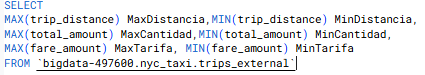 SELECT
MAX(trip_distance) MaxDistancia,MIN(trip_distance) MinDistancia,
MAX(total_amount) MaxCantidad,MIN(total_amount) MinCantidad,
MAX(fare_amount) MaxTarifa, MIN(fare_amount) MinTarifa
FROM `bigdata-497600.nyc_taxi.trips_external`